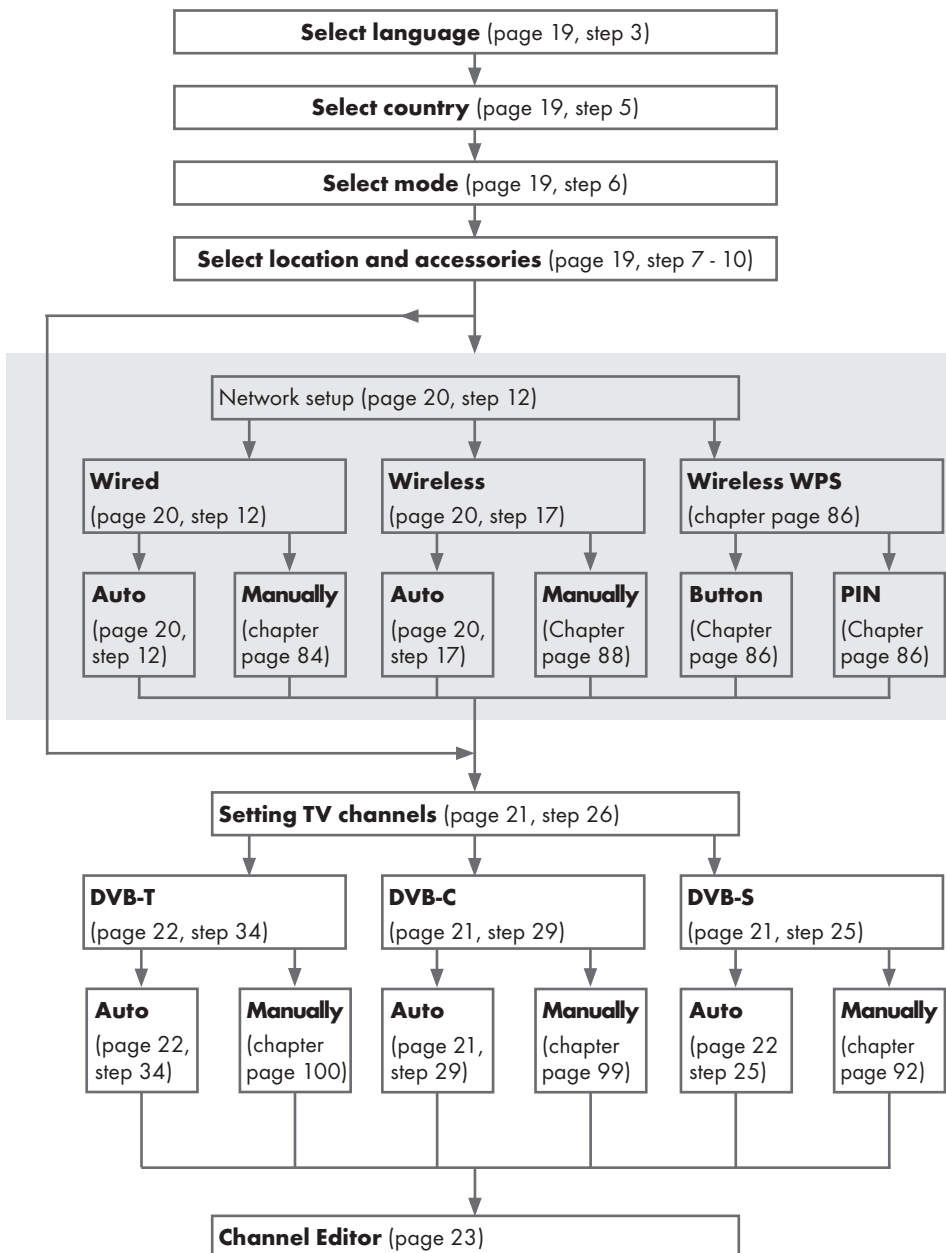 Select language (page 19, step 3)
Select country (page 19, step 5)
Select mode (page 19, step 6)
Select location and accessories (page 19, step 7 - 10)
Network setup (page 20, step 12)
Wired
(page 20, step 12)
Wireless
(page 20, step 17)
Wireless WPS
(chapter page 86)
Auto
(page 20,
step 12)
Manually
(chapter
page 84)
Auto
(page 20,
step 17)
Manually
(Chapter
page 88)
Button
(Chapter
page 86)
PIN
(Chapter
page 86)
Setting TV channels (page 21, step 26)
DVB-T
(page 22, step 34)
DVB-C
(page 21, step 29)
DVB-S
(page 21, step 25)
Auto
(page 22,
step 34)
Manually
(chapter
page 100)
Auto
(page 21,
step 29)
Manually
(chapter
page 99)
Auto
(page 22
step 25)
Manually
(chapter
page 92)
Channel Editor (page 23)